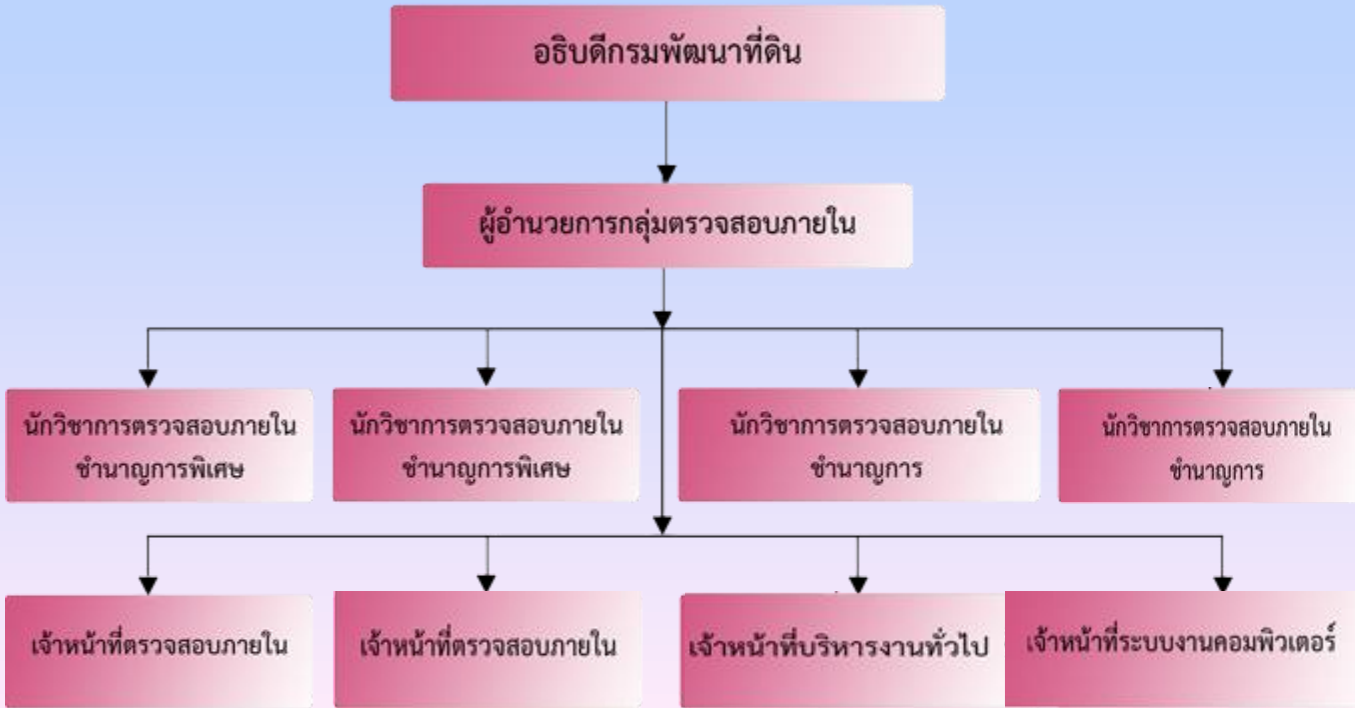 อธิบดีกรมพัฒนาที่ดิน
ผู้อำนวยการกลุ่มตรวจสอบภายใน
นักวิชาการตรวจสอบภายใน
ชำนาญการพิเศษ
นักวิชาการตรวจสอบภายใน
ชำนาญการพิเศษ
นักวิชาการตรวจสอบภายใน
ชำนาญการ
นักวิชาการตรวจสอบภายใน
ชำนาญการ
เจ้าหน้าที่ตรวจสอบภายใน
เจ้าหน้าที่ตรวจสอบภายใน
เจ้าหน้าที่บริหารงานทั่วไป
เจ้าหน้าที่ระบบงานคอมพิวเตอร์